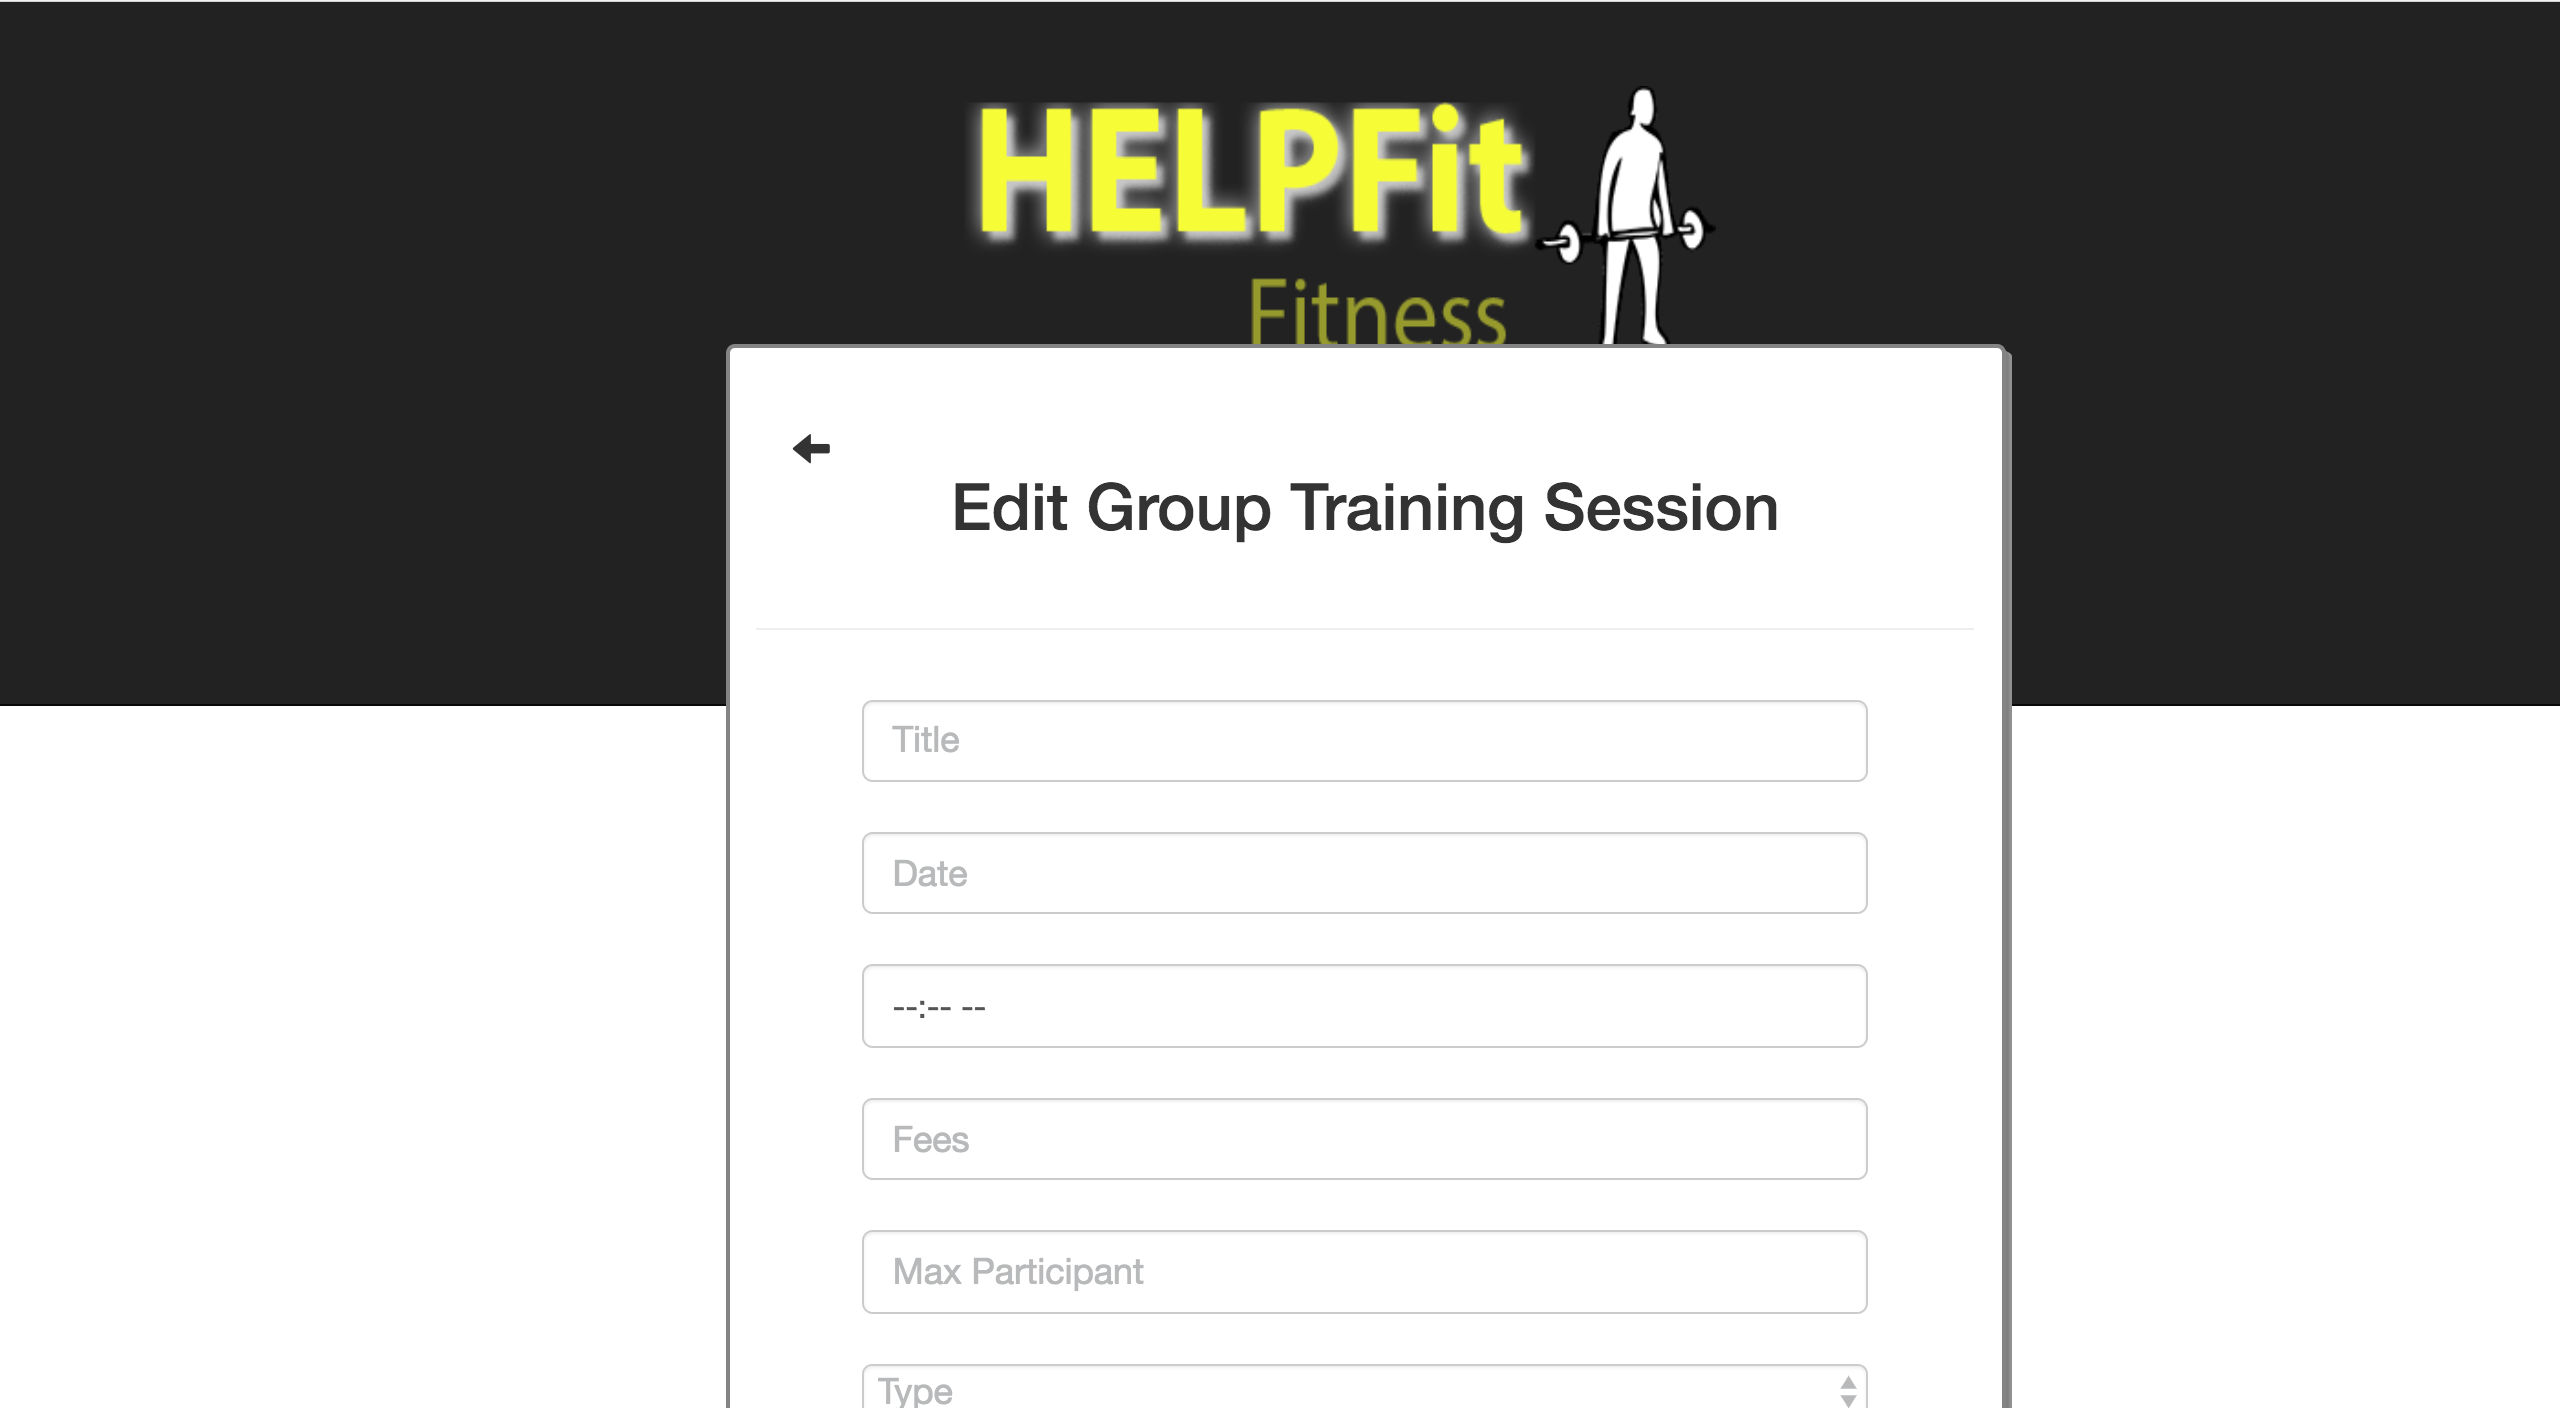 HELPFit
Fitness
Edit Group Training Session
Title
Date
--:-- --
Fees
Max Participant
Type